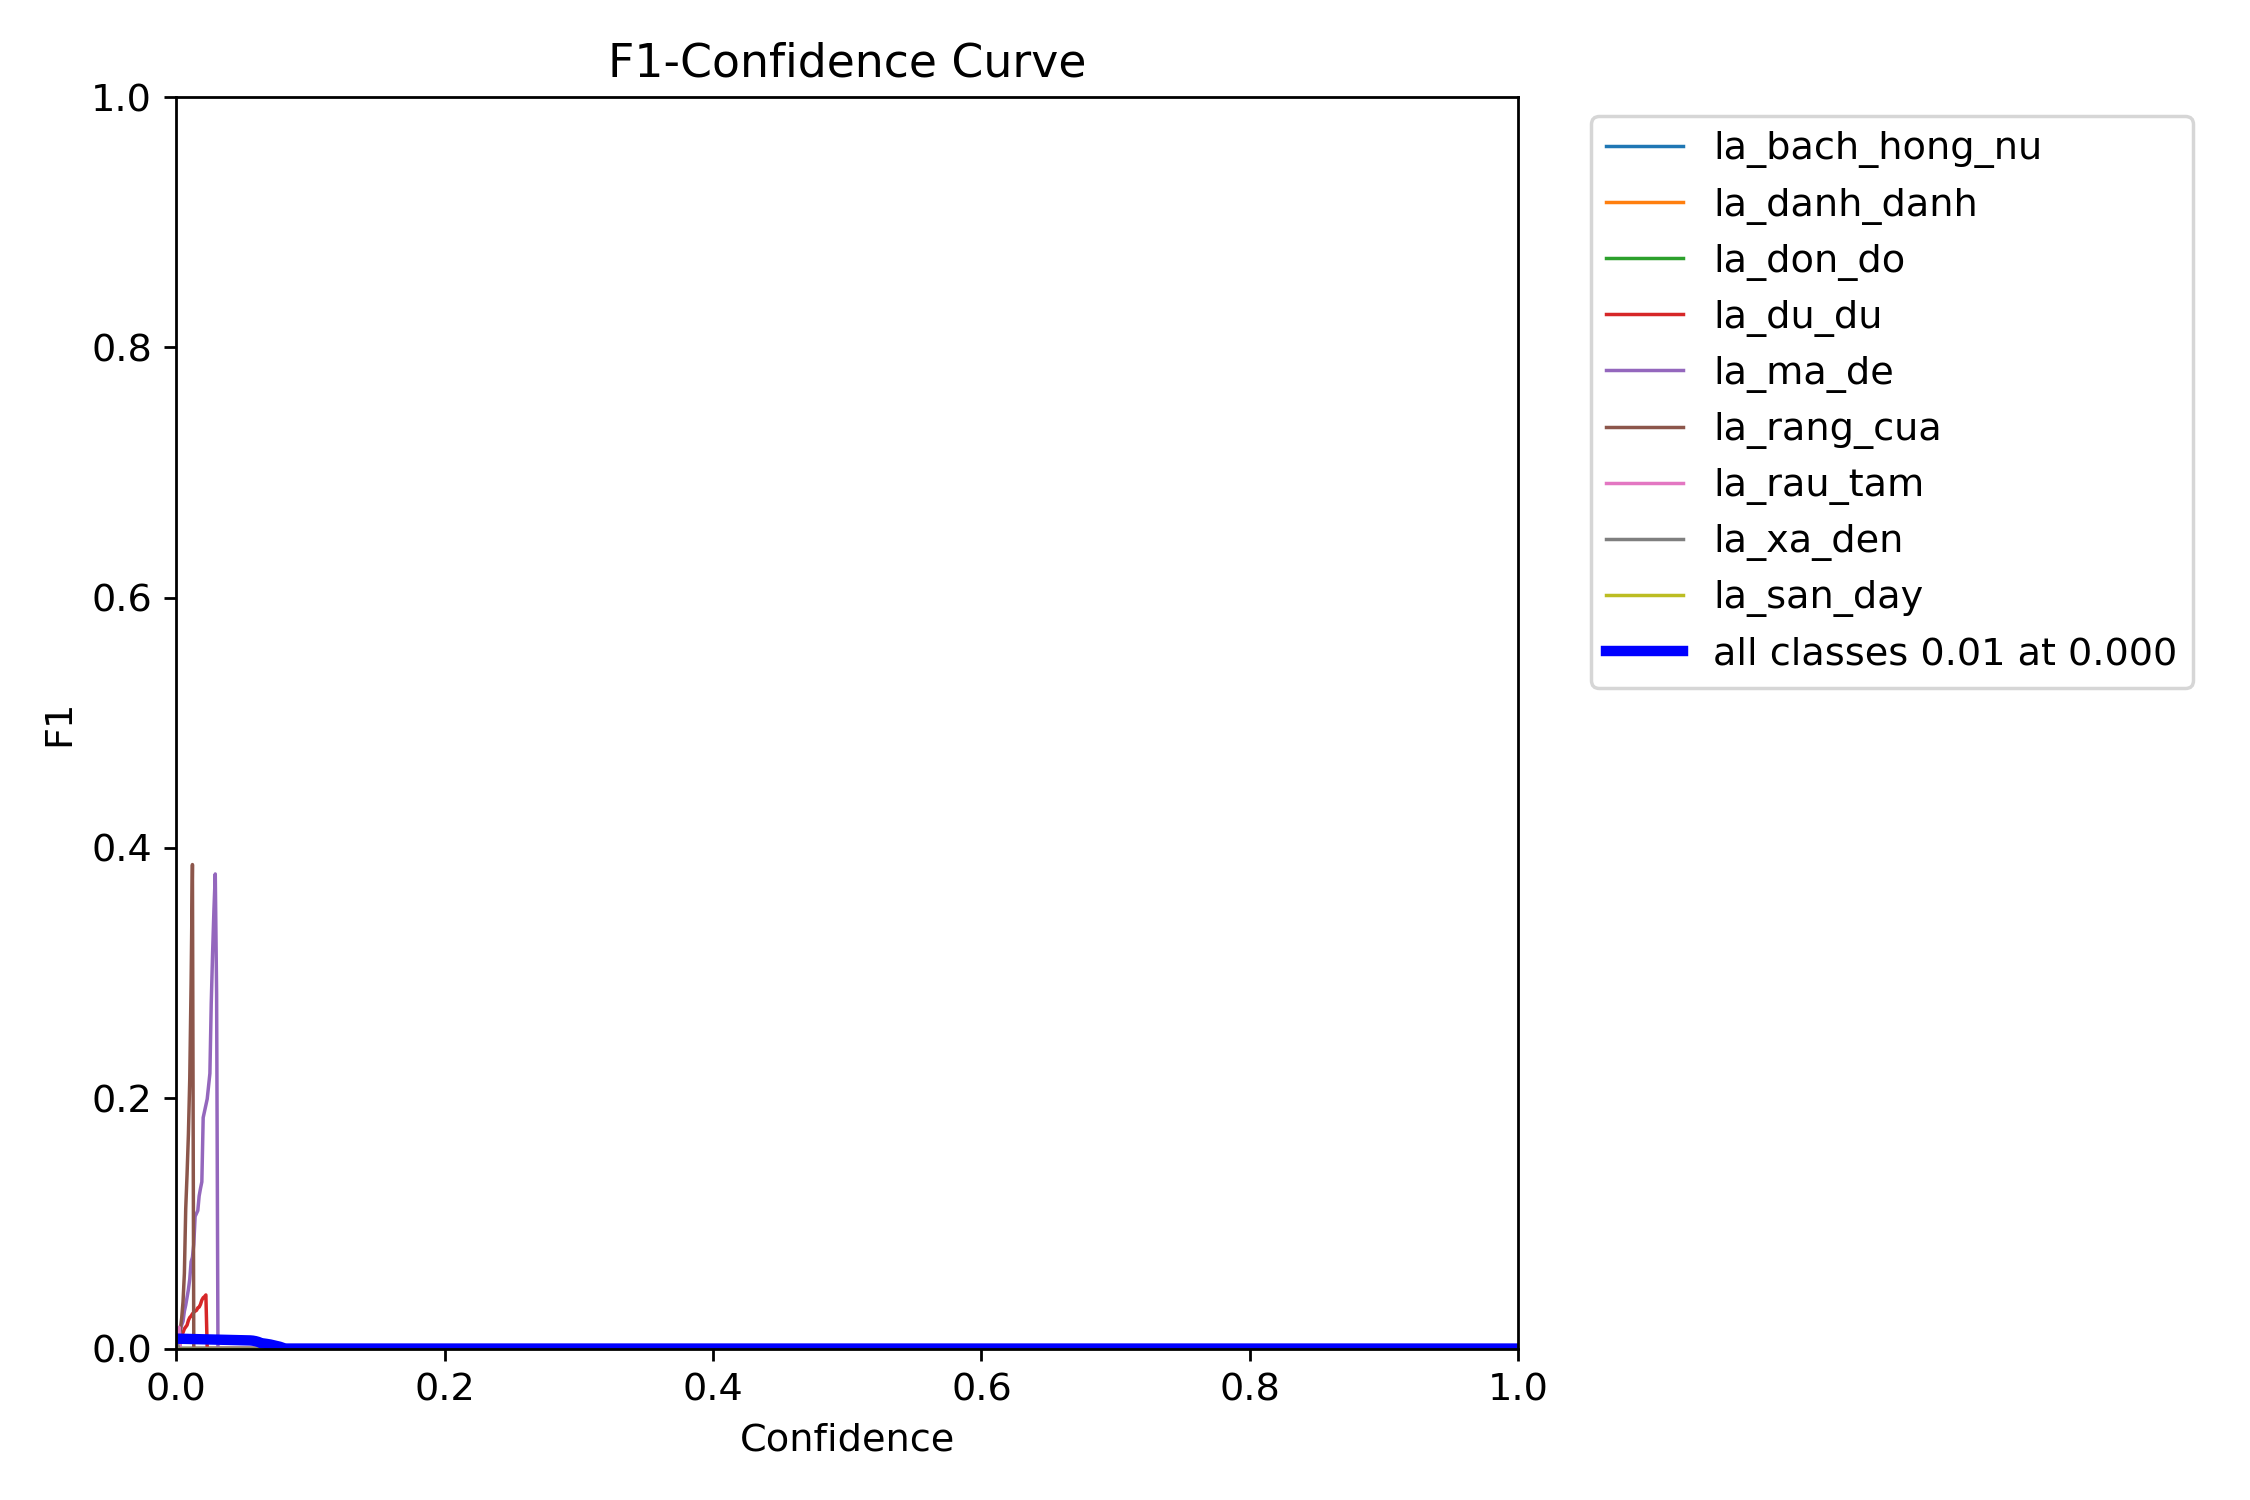 F1-Confidence Curve
1.0
0.8
0.6
0.4
0.2
0.0
F1
0.0 0.2 0.4 0.6 0.8 1.0
Confidence
la_bach_hong_nu
la_danh_danh
la_don_do
la_du_du
la_ma_de
la_rang_cua
la_rau_tam
la_xa_den
la_san_day
all classes 0.01 at 0.000